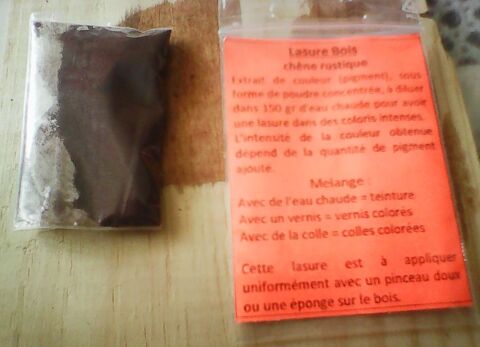 Lasure Bois
chêne rustique
Extrait de couleur (pigment), sous
forme de poudre concentrée, à diluer
dans 350 gr d'eau chaude pour avoir
une lasure dans des coloris intenses.
L'intensité de la couleur obtenue
dépend de la quantité de pigment
ajouté.
Melange :
Avec de l'eau chaude = teinture
Avec un vernis = vernis colorés
Avec de la colle = colles colorées
Cette lasure est à appliquer
uniformément avec un pinceau doux
ou une éponge sur le bois.